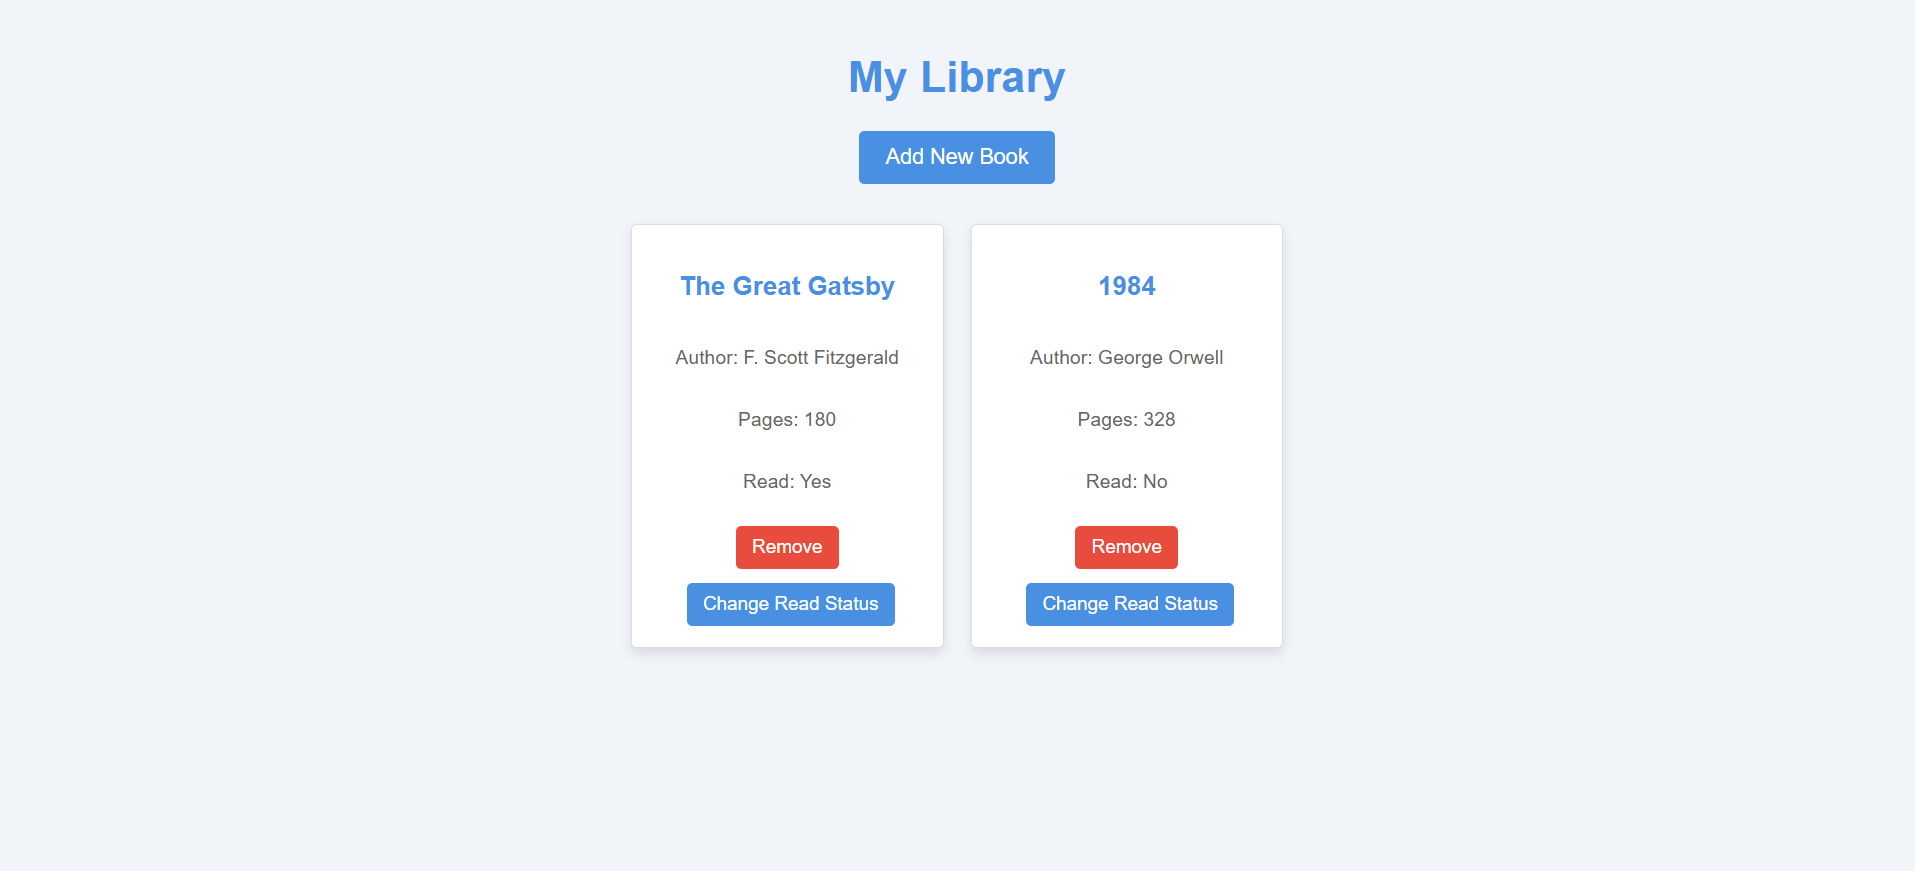 My Library
Add New Book
The Great Gatsby
Author: F. Scott Fitzgerald
Pages: 180
Read: Yes
Remove
Change Read Status
1984
Author: George Orwell
Pages: 328
Read: No
Remove
Change Read Status